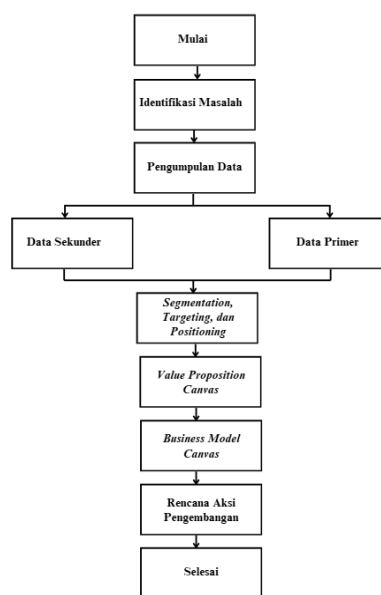 Mulai
Identifikasi Masalah
Pengumpulan Data
Data Sekunder
Data Primer
Segmentation,
Targeting, dan
Positioning
Value Proposition
Canvas
Business Model
Canvas
Rencana Aksi
Pengembangan
Selesai